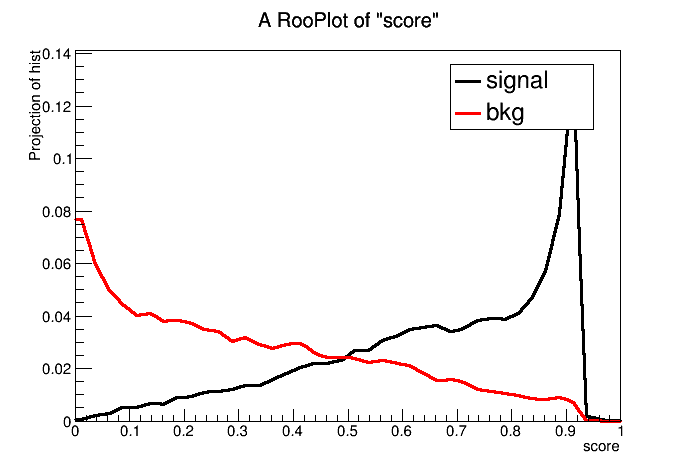 A RooPlot of "score"
Projection of hist
0.14
0.12
0.1
0.08
0.06
0.04
0.02
0
signal
bkg
0 0.1 0.2 0.3 0.4 0.5 0.6 0.7 0.8 0.9 1
score